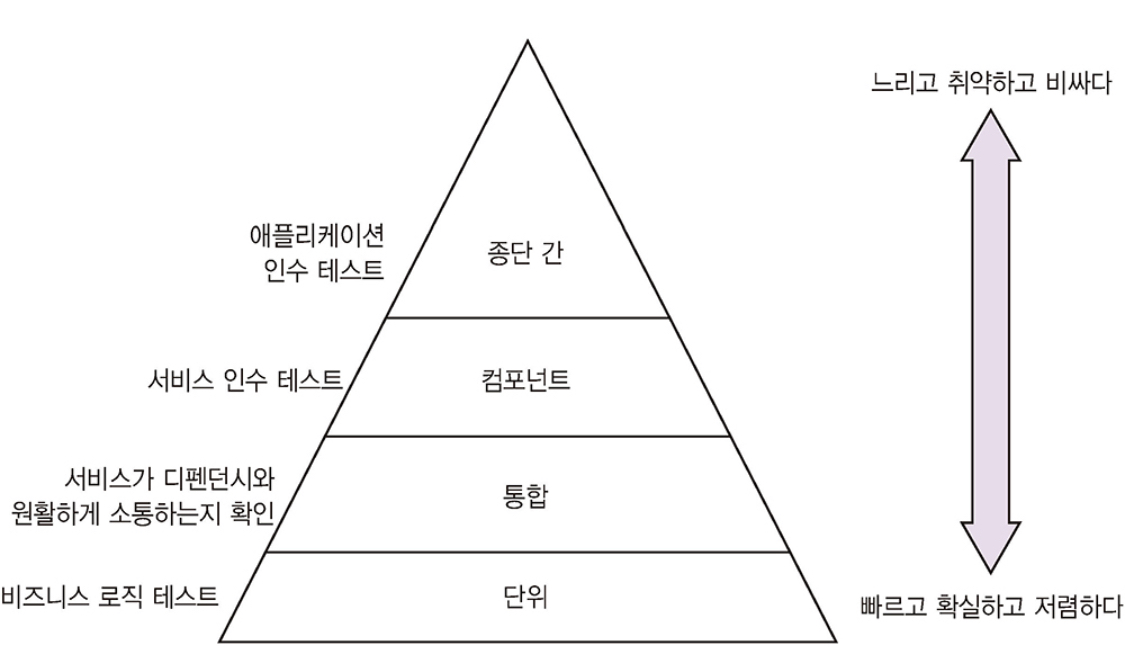 느리고 취약하고 비싸다
애플리케이션
인수 테스트
종단 간
서비스 인수 테스트
컴포넌트
서비스가 디펜던시와
원활하게 소통하는지 확인
통합
비즈니스 로직 테스트
단위
빠르고 확실하고 저렴하다